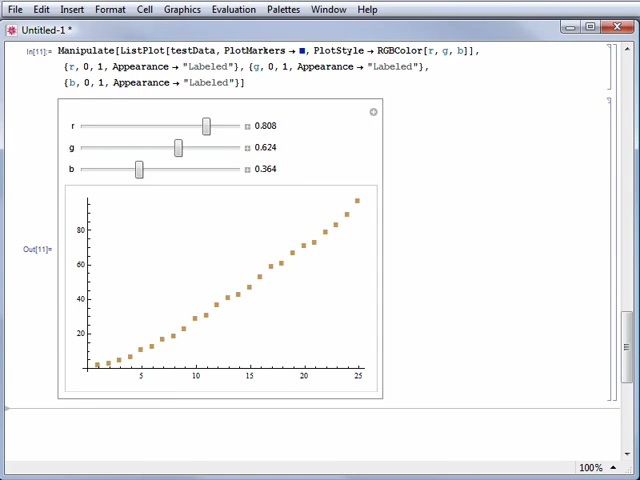 File Edit Insert Format Cell Graphics Evaluation Palettes Window Help
Untitled-1 *
In[11]:= Manipulate[ListPlot[testData, PlotMarkers → ■, PlotStyle → RGBColor[r, g, b]],
{r, 0, 1, Appearance → "Labeled"}, {g, 0, 1, Appearance → "Labeled"},
{b, 0, 1, Appearance → "Labeled"}]
r 0.808
g 0.624
b 0.364
80
60
40
20
5 10 15 20 25
Out[11]=
100%